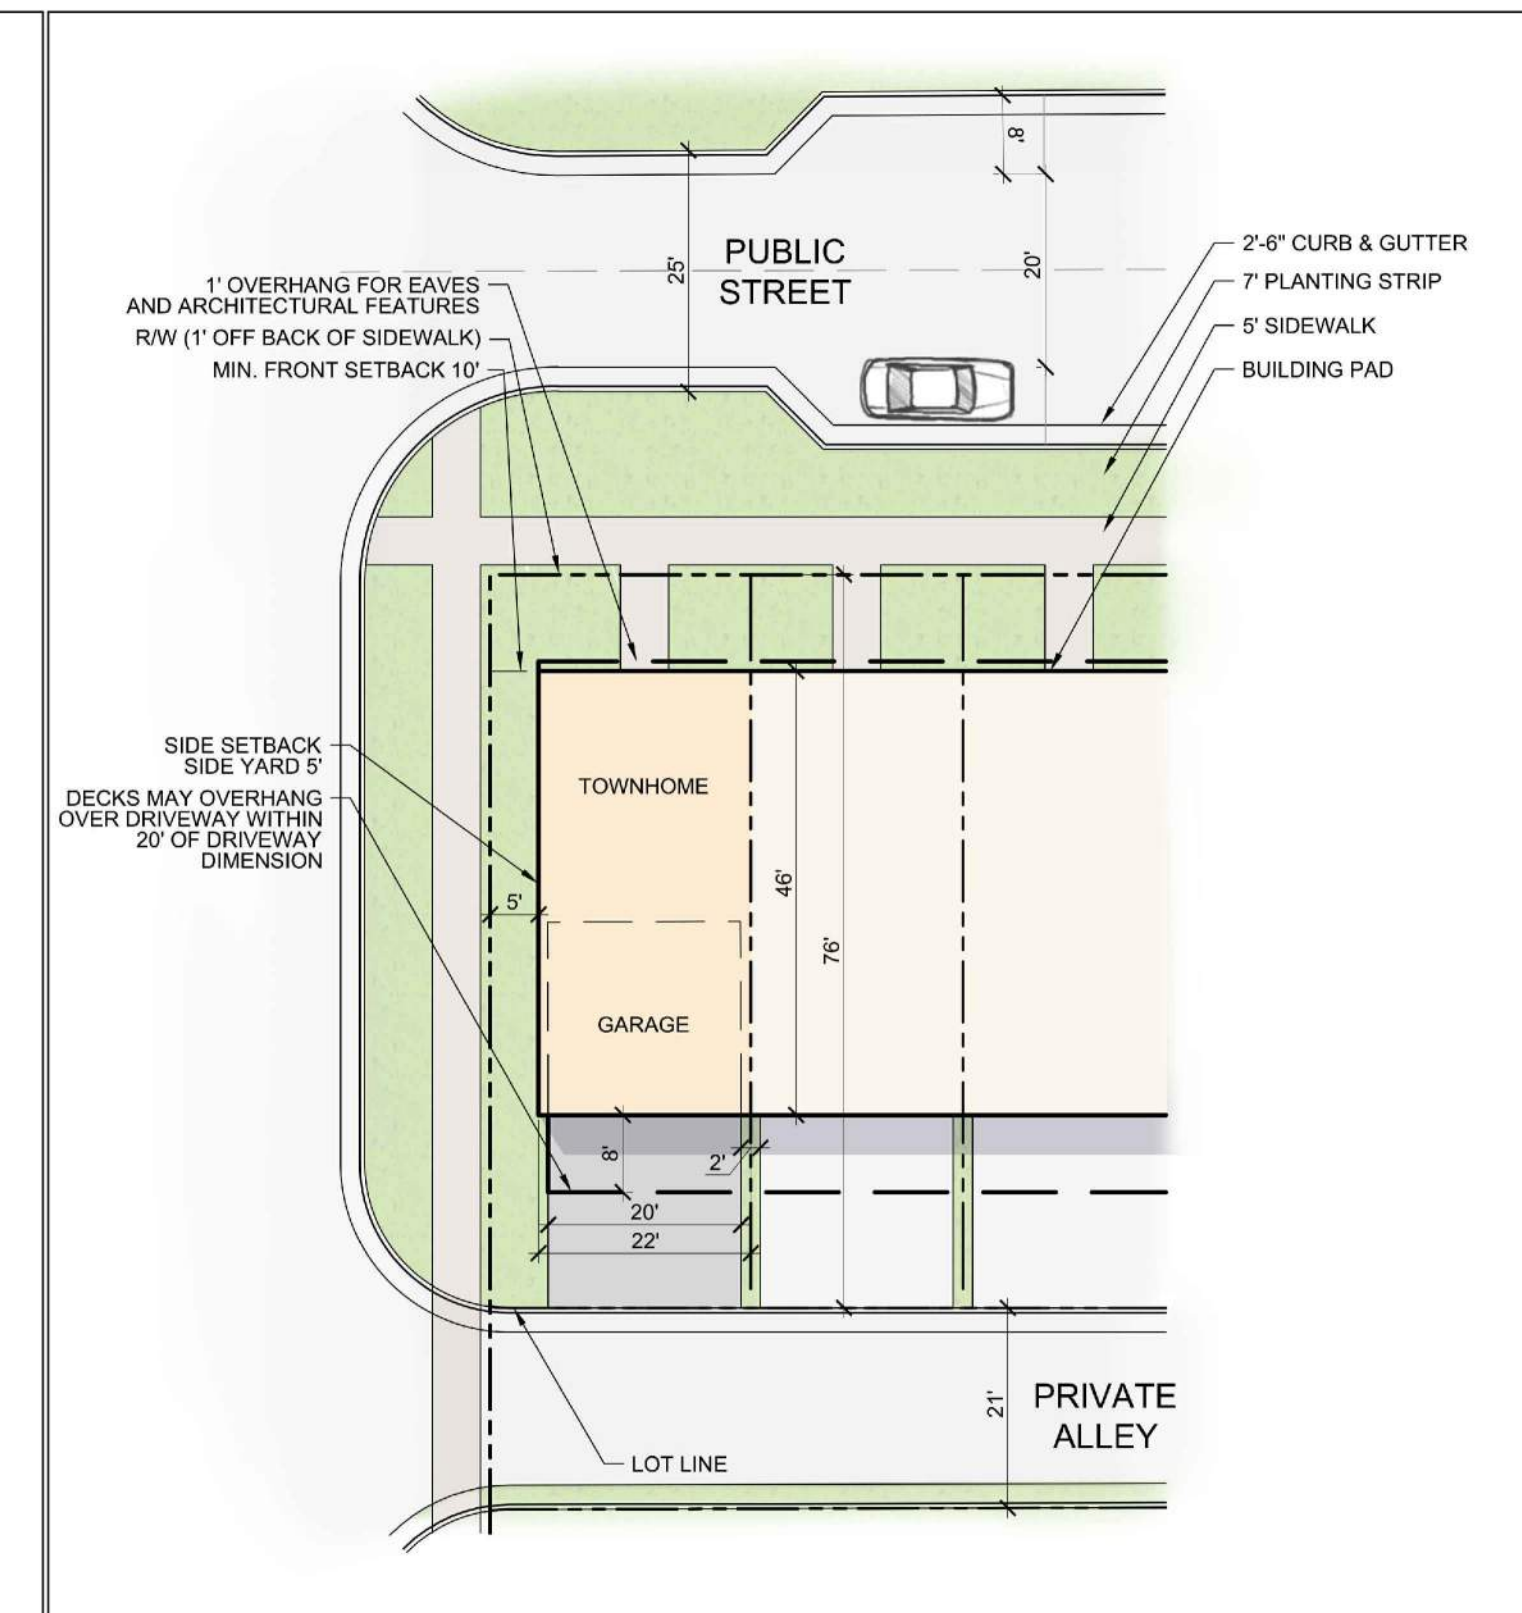 8'
PUBLIC
STREET
25'
20'
2'-6" CURB & GUTTER
7' PLANTING STRIP
5' SIDEWALK
BUILDING PAD
1' OVERHANG FOR EAVES
AND ARCHITECTURAL FEATURES
R/W (1' OFF BACK OF SIDEWALK)
MIN. FRONT SETBACK 10'
SIDE SETBACK
SIDE YARD 5'
DECKS MAY OVERHANG
OVER DRIVEWAY WITHIN
20' OF DRIVEWAY
DIMENSION
TOWNHOME
5'
46'
76'
GARAGE
8'
2'
20'
22'
21'
PRIVATE
ALLEY
LOT LINE